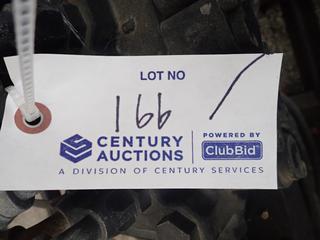 LOT NO
166
CENTURY AUCTIONS
POWERED BY
ClubBid
A DIVISION OF CENTURY SERVICES